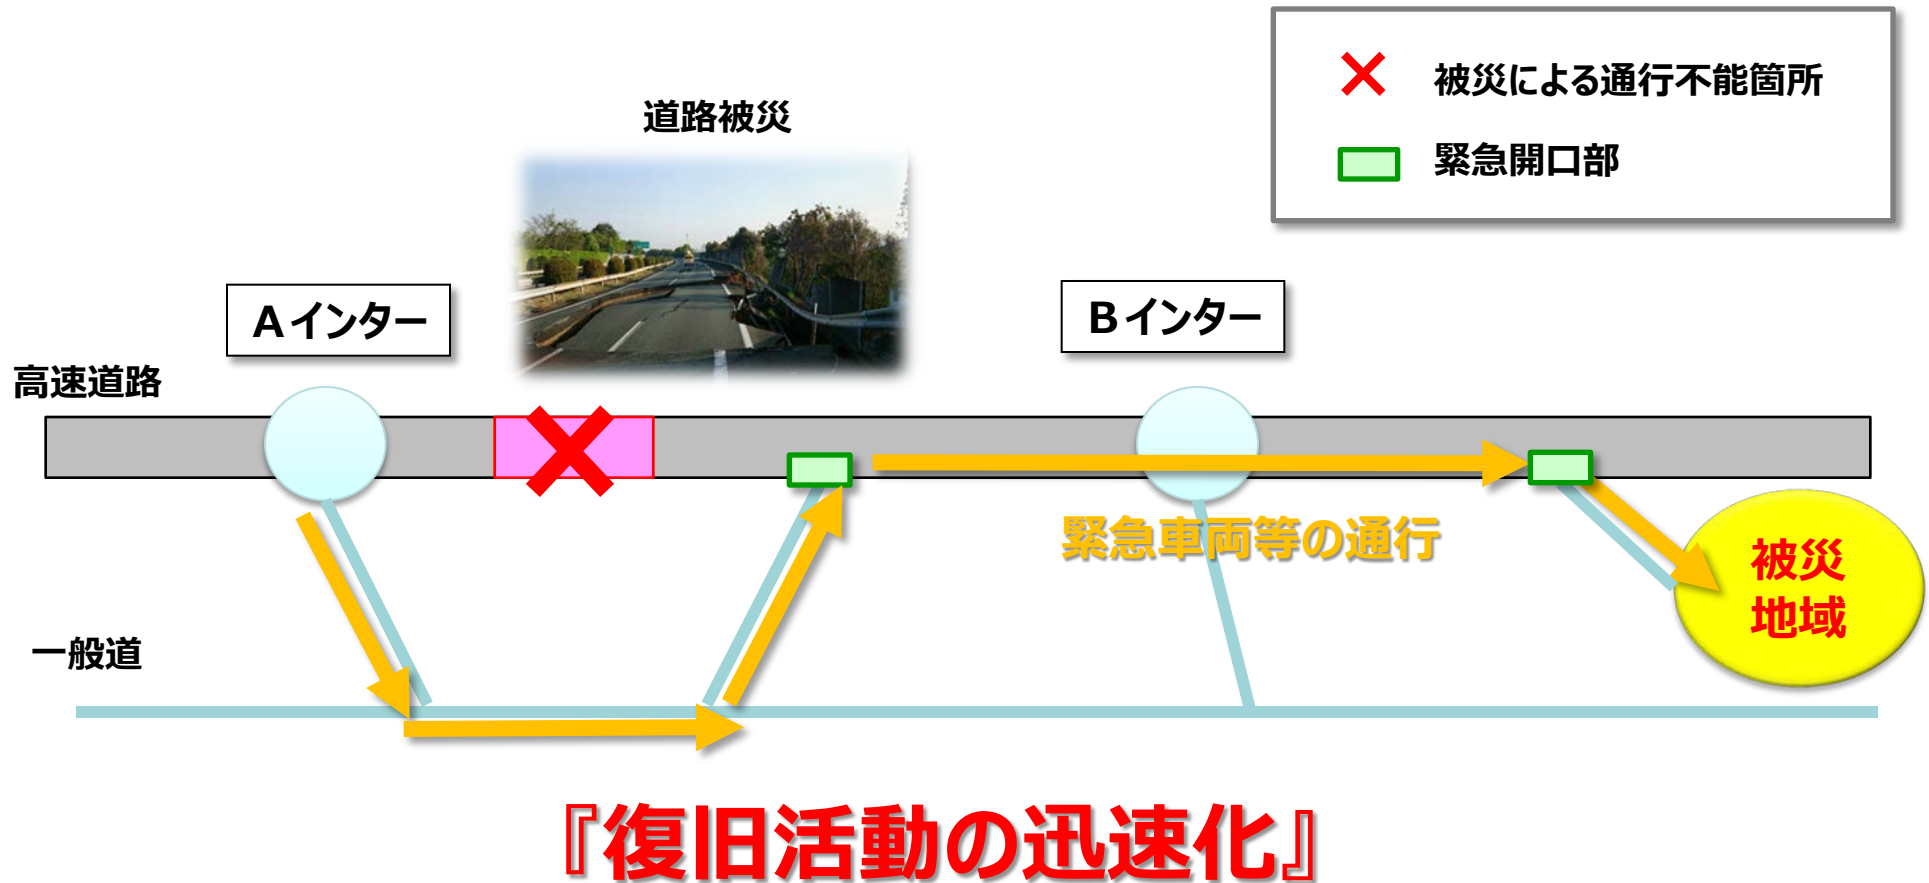 被災による通行不能箇所
緊急開口部
道路被災
Aインター
Bインター
高速道路
緊急車両等の通行
被災
地域
一般道
『復旧活動の迅速化』